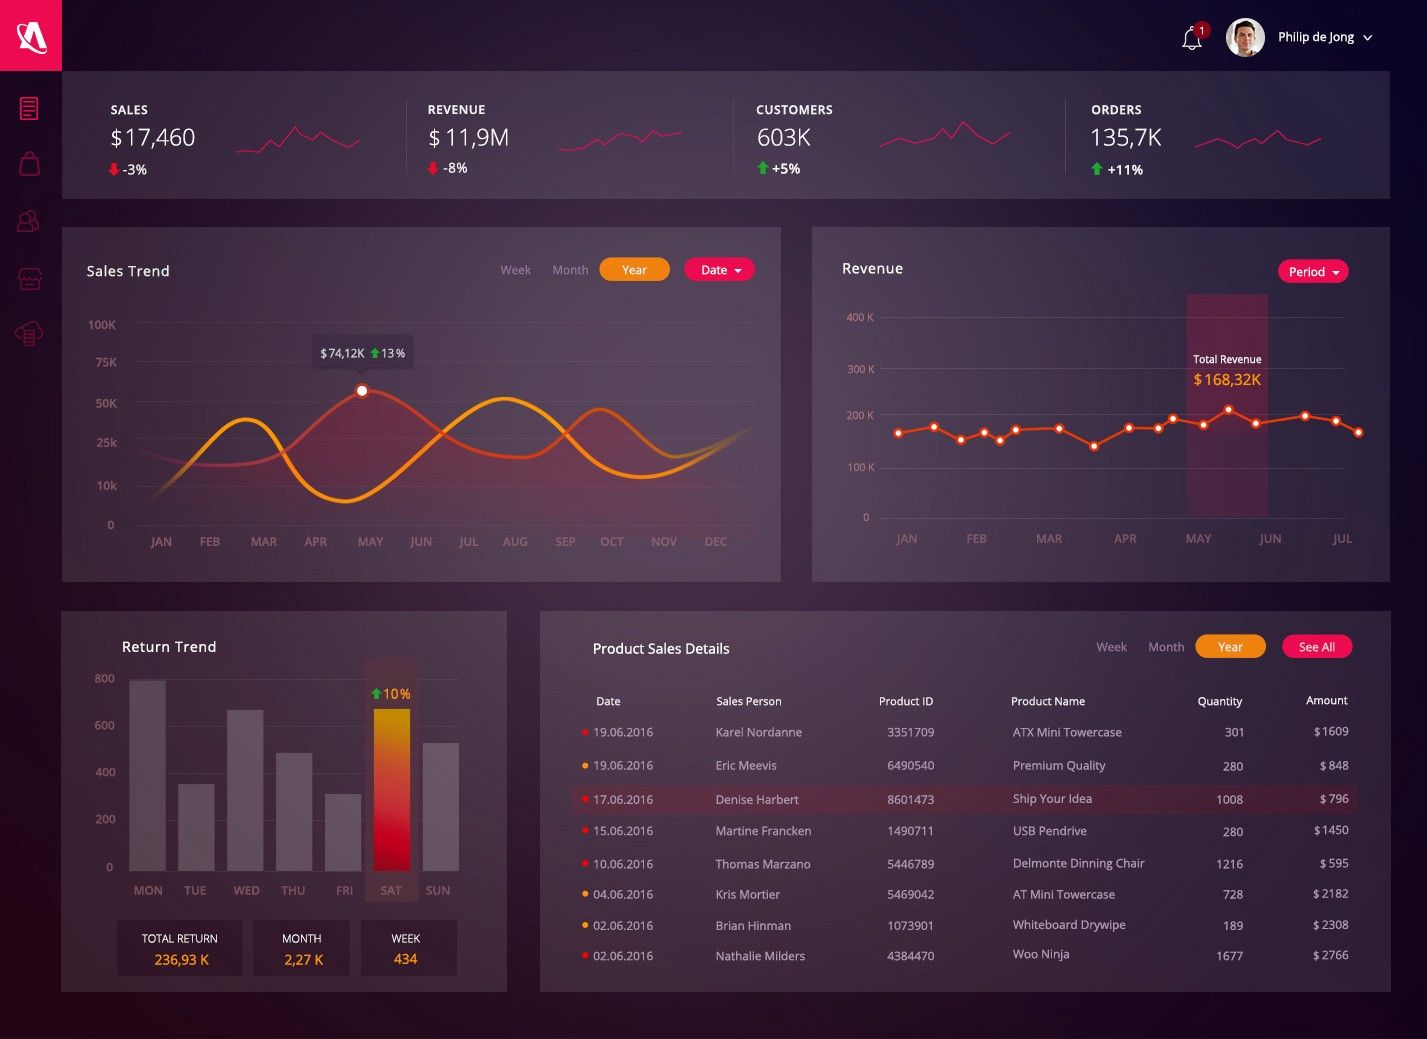 1
Philip de Jong
SALES
$17,460
-3%
REVENUE
$11,9M
-8%
CUSTOMERS
603K
+5%
ORDERS
135,7K
+11%
Sales Trend
Week Month Year Date
100K
75K
50K
25k
10k
0
$74,12K 13%
JAN FEB MAR APR MAY JUN JUL AUG SEP OCT NOV DEC
Revenue
Period
400 K
300 K
200 K
100 K
0
Total Revenue
$168,32K
JAN FEB MAR APR MAY JUN JUL
Return Trend
800
600
400
200
0
10%
MON TUE WED THU FRI SAT SUN
TOTAL RETURN
236,93 K
MONTH
2,27 K
WEEK
434
Product Sales Details
Week Month Year See All
Date Sales Person Product ID Product Name Quantity Amount
19.06.2016 Karel Nordanne 3351709 ATX Mini Towercase 301 $1609
19.06.2016 Eric Meevis 6490540 Premium Quality 280 $848
17.06.2016 Denise Harbert 8601473 Ship Your Idea 1008 $796
15.06.2016 Martine Francken 1490711 USB Pendrive 280 $1450
10.06.2016 Thomas Marzano 5446789 Delmonte Dinning Chair 1216 $595
04.06.2016 Kris Mortier 5469042 AT Mini Towercase 728 $2182
02.06.2016 Brian Hinman 1073901 Whiteboard Drywipe 189 $2308
02.06.2016 Nathalie Milders 4384470 Woo Ninja 1677 $2766